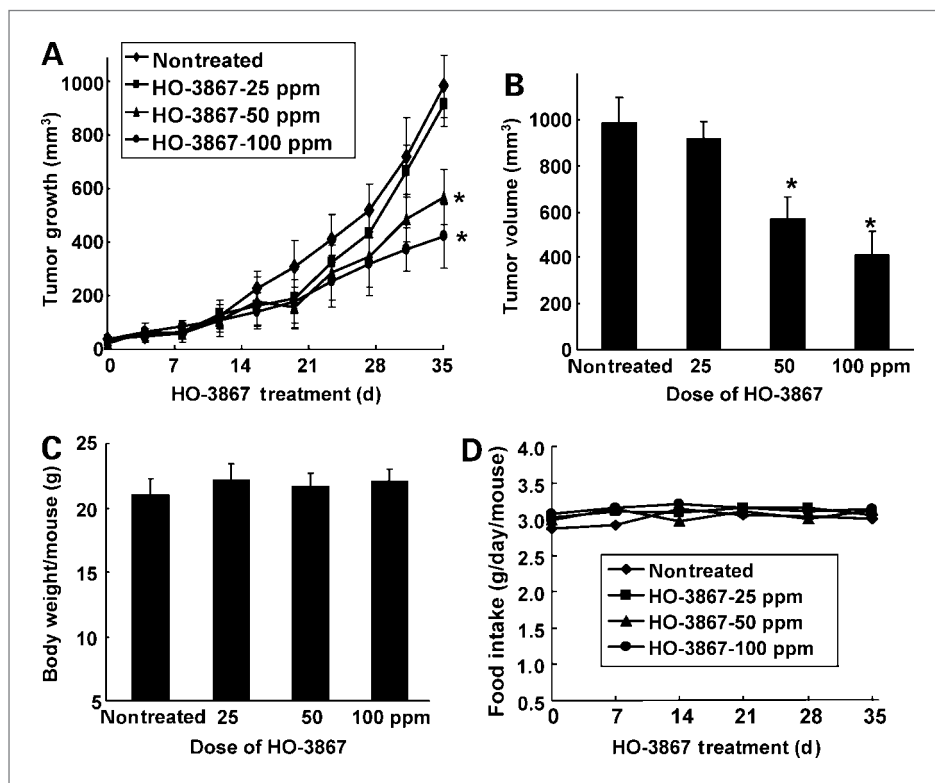 A
Nontreated
HO-3867-25 ppm
HO-3867-50 ppm
HO-3867-100 ppm
Tumor growth (mm³)
1000
800
600
400
200
0
*
*
0 7 14 21 28 35
HO-3867 treatment (d)
B
Tumor volume (mm³)
1000
800
600
400
200
0
*
*
Nontreated 25 50 100 ppm
Dose of HO-3867
C
Body weight/mouse (g)
25
20
15
10
5
Nontreated 25 50 100 ppm
Dose of HO-3867
D
Food intake (g/day/mouse)
4.0
3.5
3.0
2.5
2.0
1.5
1.0
0.5
Nontreated
HO-3867-25 ppm
HO-3867-50 ppm
HO-3867-100 ppm
0 7 14 21 28 35
HO-3867 treatment (d)